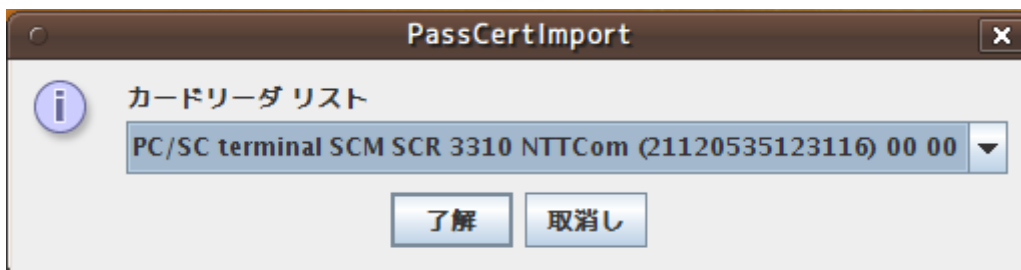 PassCertImport
カードリーダ リスト
PC/SC terminal SCM SCR 3310 NTTCom (21120535123116) 00 00
了解 取消し